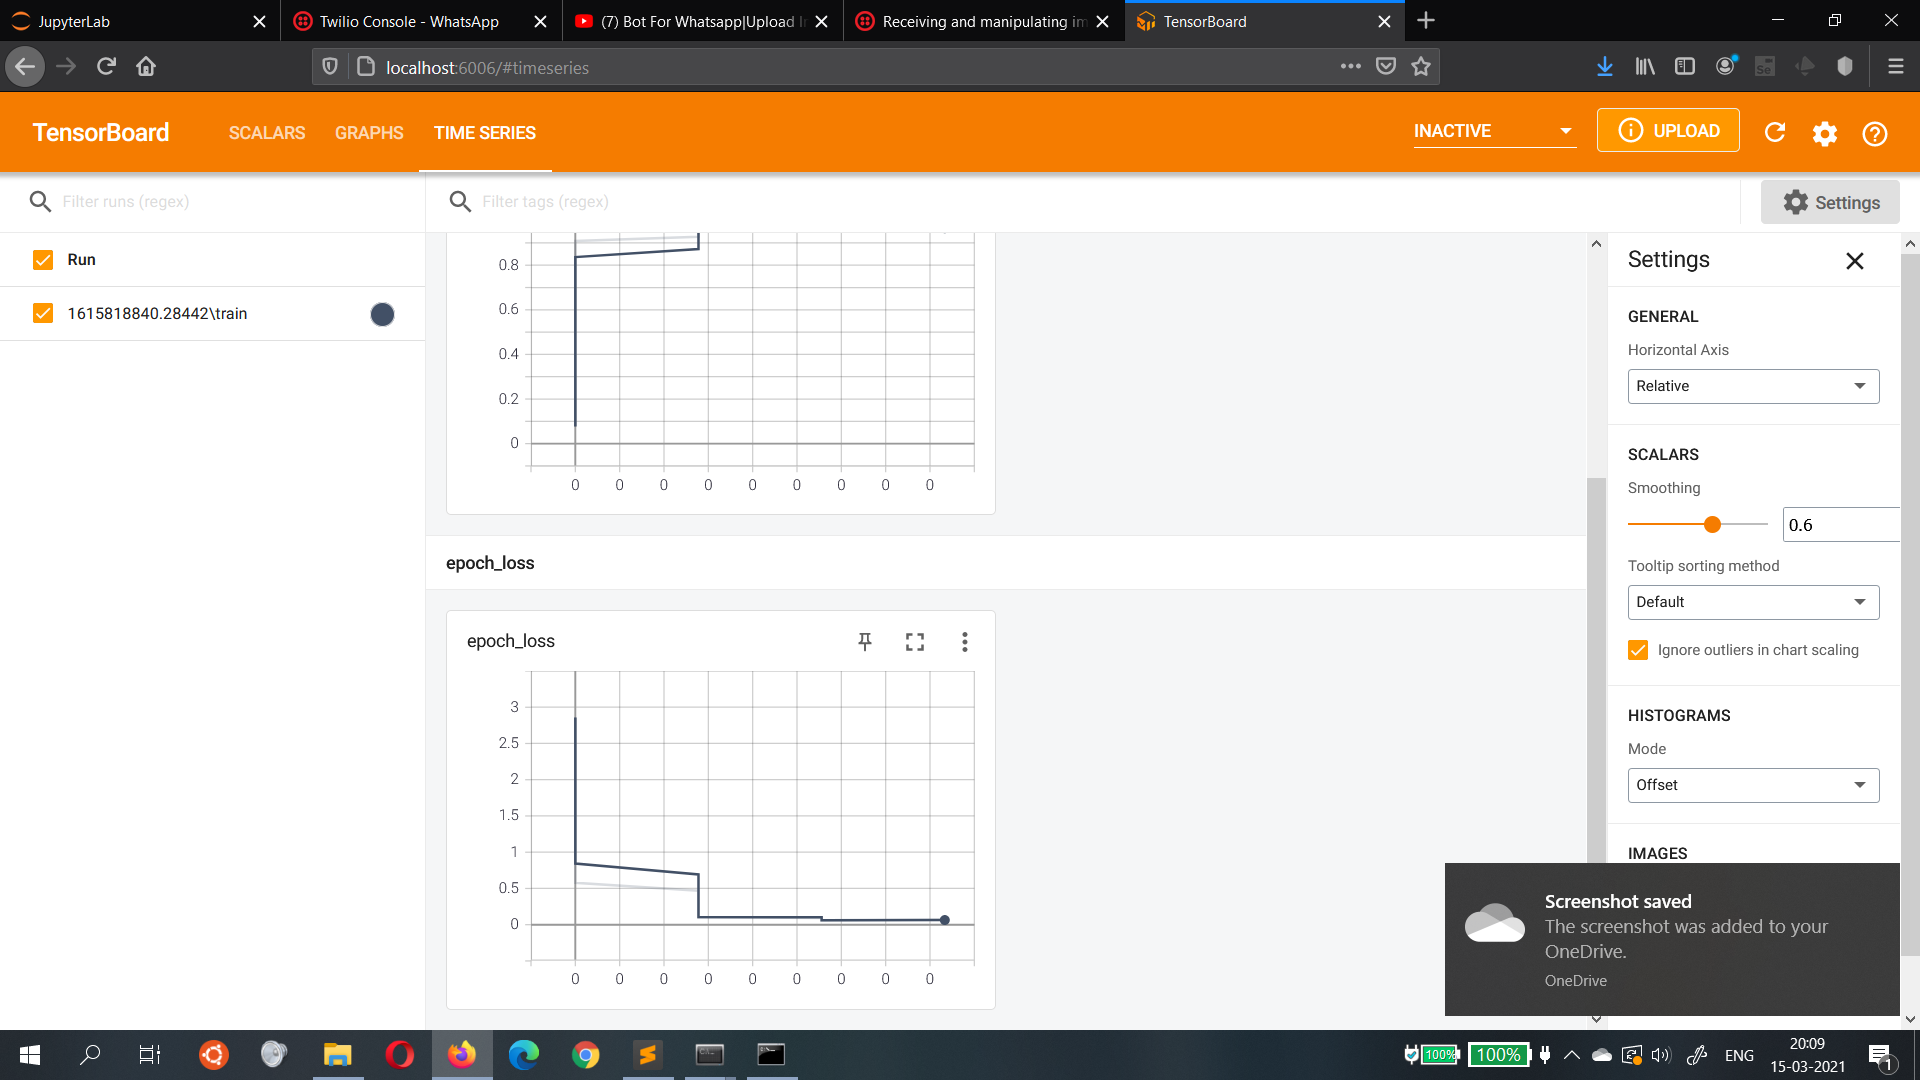 JupyterLab
Twilio Console - WhatsApp
(7) Bot For Whatsapp|Upload I
Receiving and manipulating im
TensorBoard
localhost:6006/#timeseries
TensorBoard
SCALARS
GRAPHS
TIME SERIES
INACTIVE
UPLOAD
Filter runs (regex)
Filter tags (regex)
Settings
Run
1615818840.28442\train
0.8
0.6
0.4
0.2
0
0 0 0 0 0 0 0 0 0
epoch_loss
epoch_loss
3
2.5
2
1.5
1
0.5
0
0 0 0 0 0 0 0 0 0
Settings
GENERAL
Horizontal Axis
Relative
SCALARS
Smoothing
0.6
Tooltip sorting method
Default
Ignore outliers in chart scaling
HISTOGRAMS
Mode
Offset
IMAGES
Screenshot saved
The screenshot was added to your
OneDrive.
OneDrive
100%
100%
ENG
20:09
15-03-2021
1